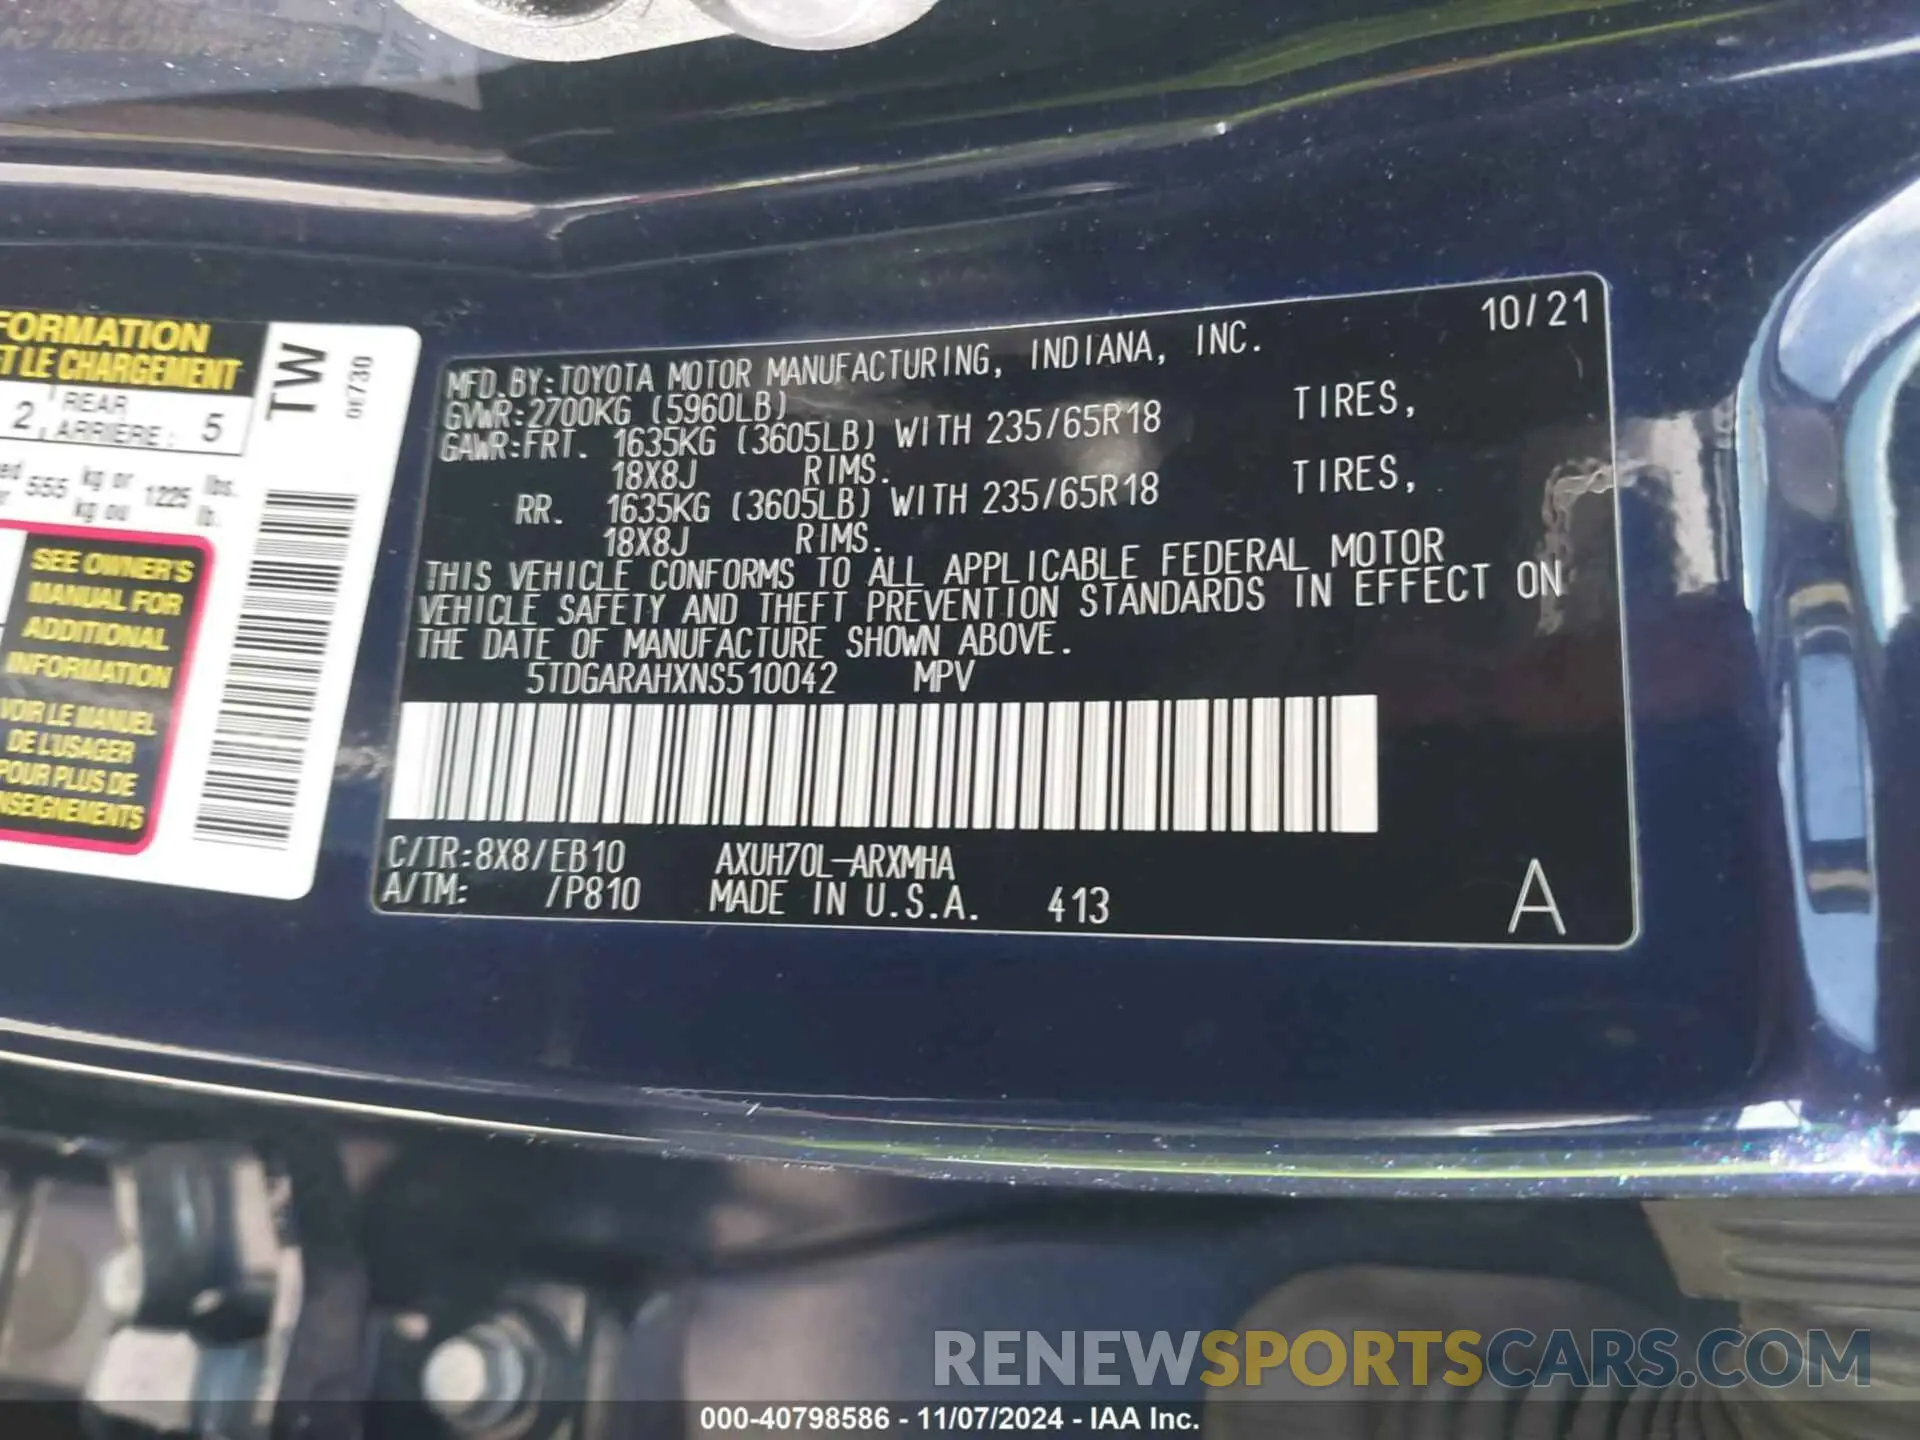 FORMATION
ET LE CHARGEMENT
2 REAR
ARRIÈRE: 5
555 kg or 1225 lbs.
kg ou lb.
SEE OWNER'S
MANUAL FOR
ADDITIONAL
INFORMATION
VOIR LE MANUEL
DE L'USAGER
POUR PLUS DE
NSEIGNEMENTS
TW
0E730
10/21
MFD.BY:TOYOTA MOTOR MANUFACTURING, INDIANA, INC.
GVWR:2700KG (5960LB)
GAWR:FRT. 1635KG (3605LB) WITH 235/65R18 TIRES,
18X8J RIMS.
RR. 1635KG (3605LB) WITH 235/65R18 TIRES,
18X8J RIMS.
THIS VEHICLE CONFORMS TO ALL APPLICABLE FEDERAL MOTOR
VEHICLE SAFETY AND THEFT PREVENTION STANDARDS IN EFFECT ON
THE DATE OF MANUFACTURE SHOWN ABOVE.
5TDGARAHXNS510042 MPV
C/TR:8X8/EB10 AXUH70L-ARXMHA
A/TM: /P810 MADE IN U.S.A. 413
A
RENEWSPORTSCARS.COM
000-40798586 - 11/07/2024 - IAA Inc.